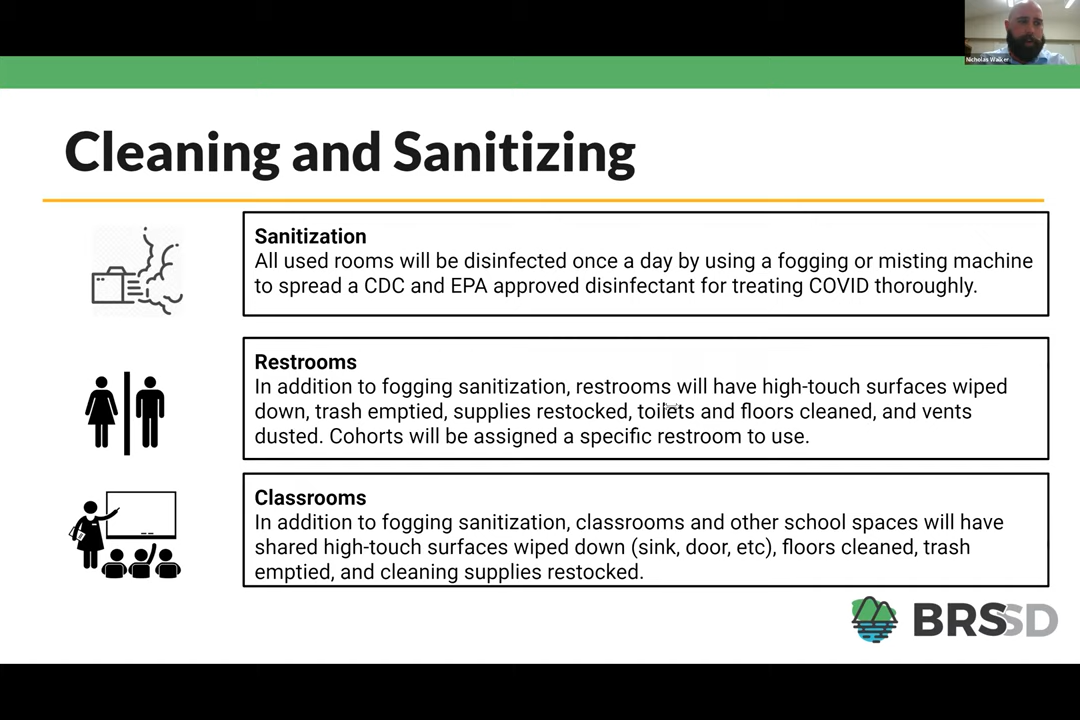 Nicholas Walker
Cleaning and Sanitizing
Sanitization
All used rooms will be disinfected once a day by using a fogging or misting machine
to spread a CDC and EPA approved disinfectant for treating COVID thoroughly.
Restrooms
In addition to fogging sanitization, restrooms will have high-touch surfaces wiped
down, trash emptied, supplies restocked, toilets and floors cleaned, and vents
dusted. Cohorts will be assigned a specific restroom to use.
Classrooms
In addition to fogging sanitization, classrooms and other school spaces will have
shared high-touch surfaces wiped down (sink, door, etc), floors cleaned, trash
emptied, and cleaning supplies restocked.
BRSSD